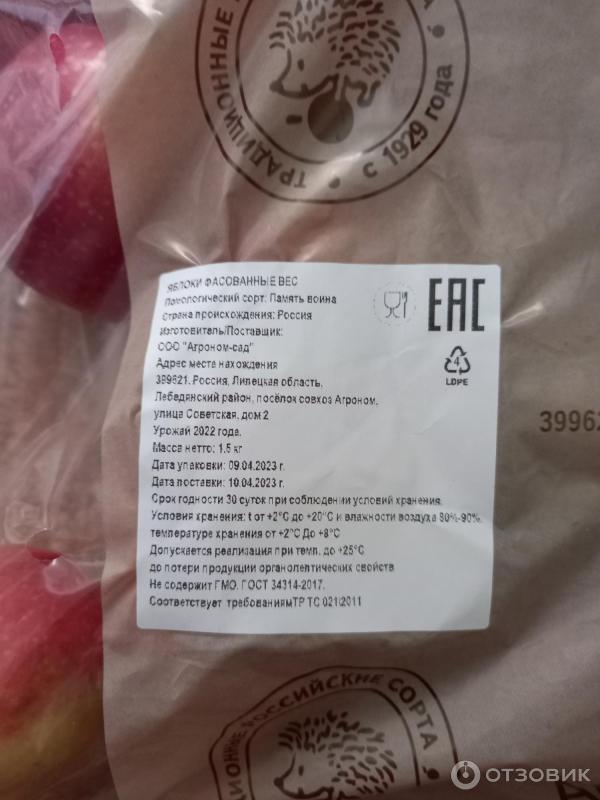 ТРАДИЦИОННЫЕ
с 1929 года
ЯБЛОКИ ФАСОВАННЫЕ ВЕС
Помологический сорт: Память воина
Страна происхождения: Россия
Изготовитель/Поставщик:
ООО "Агроном-сад"
Адрес места нахождения
399621, Россия, Липецкая область,
Лебедянский район, посёлок совхоз Агроном,
улица Советская, дом 2
Урожай 2022 года.
Масса нетто: 1.5 кг
Дата упаковки: 09.04.2023 г.
Дата поставки: 10.04.2023 г.
Срок годности 30 суток при соблюдении условий хранения.
Условия хранения: t от +2°С до +20°С и влажности воздуха 80%-90%,
температуре хранения от +2°С До +8°С
Допускается реализация при темп. до +25°С
до потери продукции органолептических свойств
Не содержит ГМО. ГОСТ 34314-2017.
Соответствует требованиямТР ТС 021\2011
EAC
4
LDPE
39962
РОССИЙСКИЕ СОРТА
ОТЗОВИК